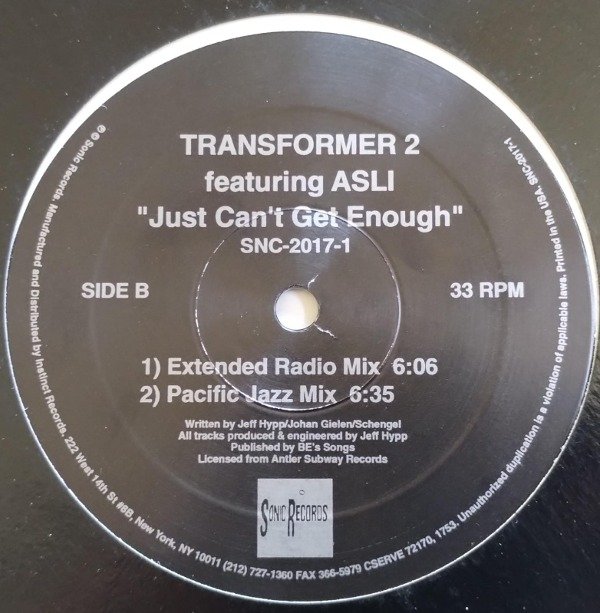 TRANSFORMER 2
featuring ASLI
"Just Can't Get Enough"
SNC-2017-1
SIDE B
33 RPM
1) Extended Radio Mix 6:06
2) Pacific Jazz Mix 6:35
Written by Jeff Hypp/Johan Gielen/Schengel
All tracks produced & engineered by Jeff Hypp
Published by BE's Songs
Licensed from Antler Subway Records
SONIC RECORDS
℗ © Sonic Records. Manufactured and Distributed by Instinct Records. 222 West 14th St #8B, New York, NY 10011 (212) 727-1360 FAX 366-5979 CSERVE 72170, 1753. Unauthorized duplication is a violation of applicable laws. Printed in the USA. SNC-2017-1